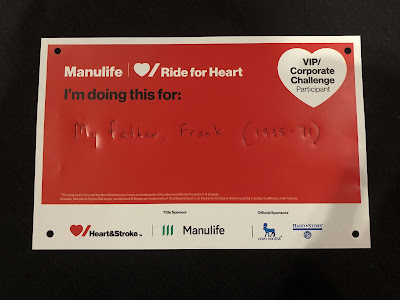 Manulife Ride for Heart
VIP/
Corporate
Challenge
Participant
I'm doing this for:
My father, Frank (1935-71)
Title Sponsor
Official Sponsors
Heart&Stroke™
Manulife